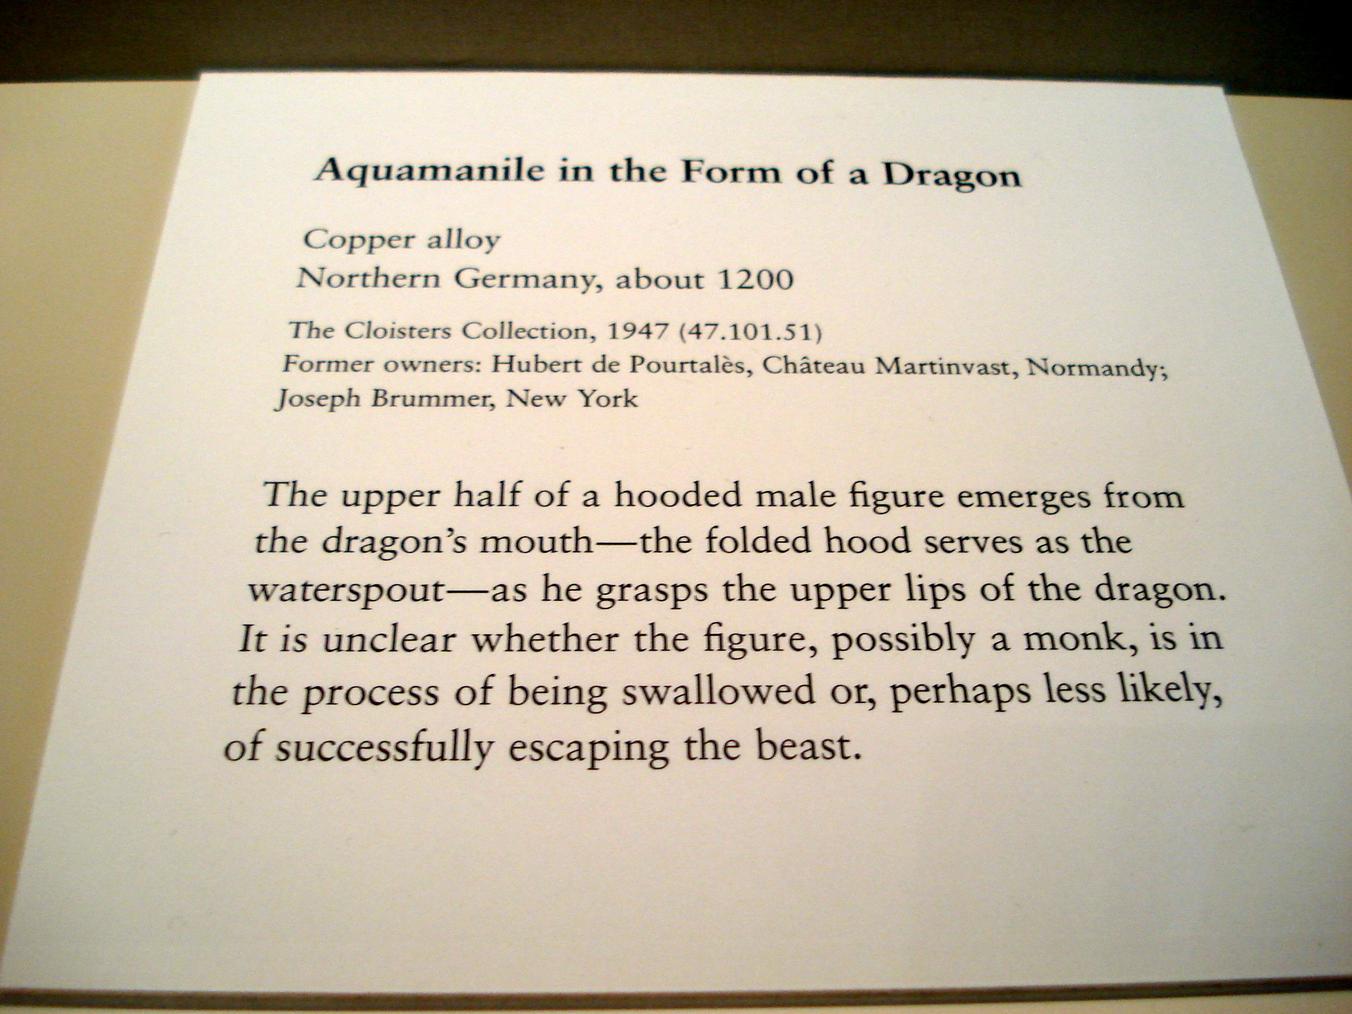 Aquamanile in the Form of a Dragon
Copper alloy
Northern Germany, about 1200
The Cloisters Collection, 1947 (47.101.51)
Former owners: Hubert de Pourtalès, Château Martinvast, Normandy;
Joseph Brummer, New York
The upper half of a hooded male figure emerges from
the dragon’s mouth—the folded hood serves as the
waterspout—as he grasps the upper lips of the dragon.
It is unclear whether the figure, possibly a monk, is in
the process of being swallowed or, perhaps less likely,
of successfully escaping the beast.